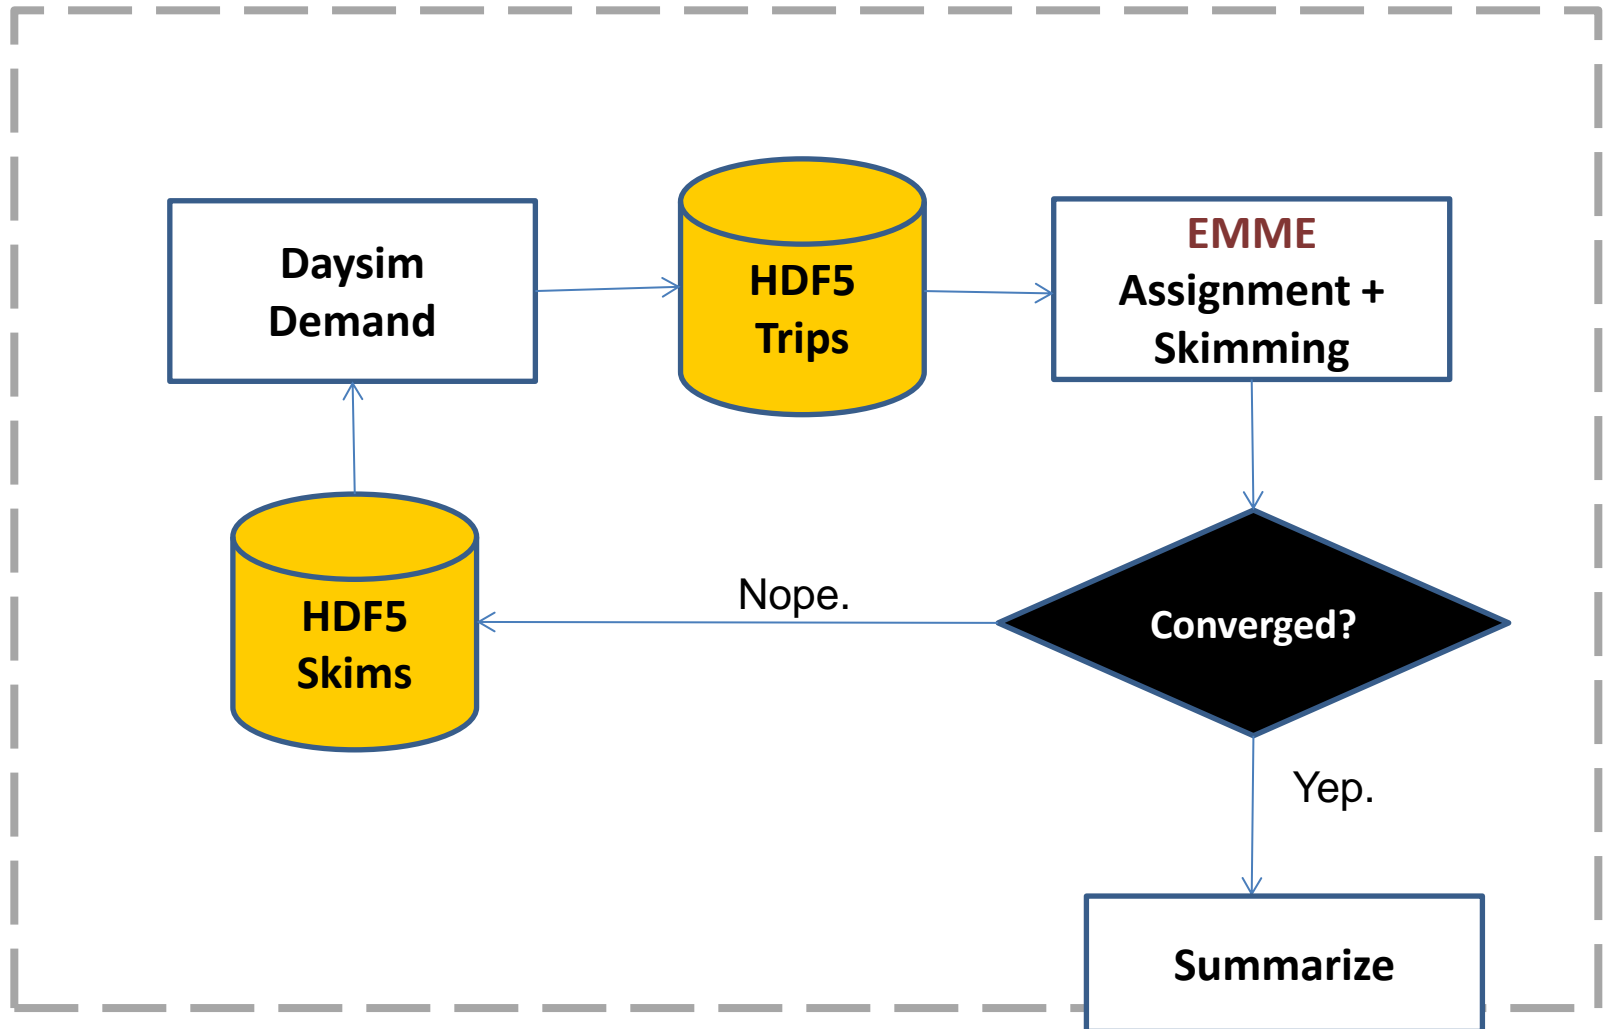 Daysim
Demand
HDF5
Trips
EMME
Assignment +
Skimming
HDF5
Skims
Nope.
Converged?
Yep.
Summarize